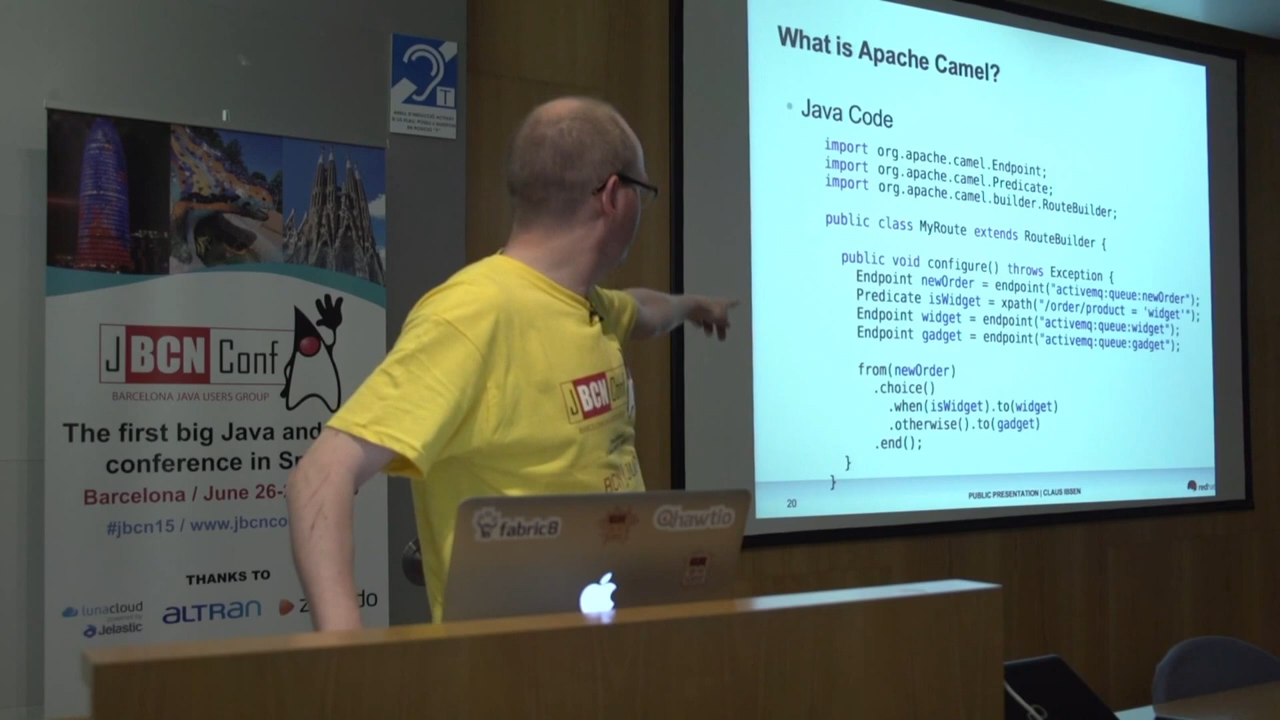 JBCNConf
BARCELONA JAVA USERS GROUP
The first big Java and
conference in
Barcelona / June 26-
#jbcn15 / www.jbcnco
THANKS TO
lunacloud
powered by
Jelastic
ALTRAN
T
JBCN
fabric8
hawtio
What is Apache Camel?
• Java Code
import org.apache.camel.Endpoint;
import org.apache.camel.Predicate;
import org.apache.camel.builder.RouteBuilder;
public class MyRoute extends RouteBuilder {
public void configure() throws Exception {
Endpoint newOrder = endpoint("activemq:queue:newOrder");
Predicate isWidget = xpath("/order/product = 'widget'");
Endpoint widget = endpoint("activemq:queue:widget");
Endpoint gadget = endpoint("activemq:queue:gadget");
from(newOrder)
.choice()
.when(isWidget).to(widget)
.otherwise().to(gadget)
.end();
}
}
20
PUBLIC PRESENTATION | CLAUS IBSEN
redhat